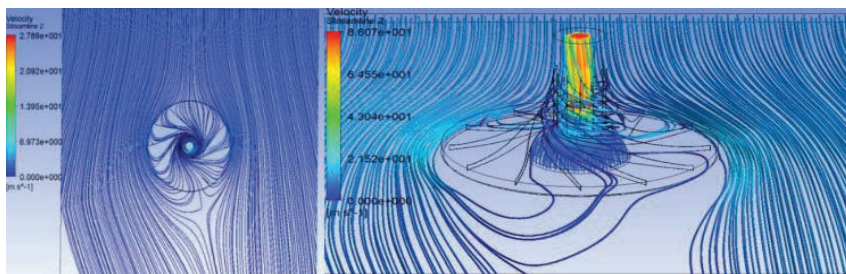 Velocity
Streamline 2
2.789e+001
2.092e+001
1.395e+001
6.973e+000
0.000e+000
[m s^-1]
Velocity
Streamline 2
8.607e+001
6.455e+001
4.304e+001
2.152e+001
0.000e+000
[m s^-1]